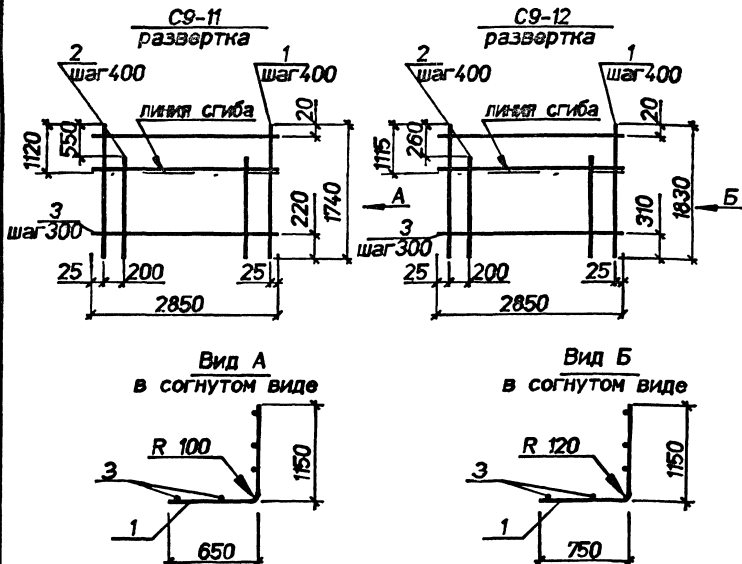 С9-11
развертка
2
шаг400
1
шаг400
линия сгиба
20
1120
550
220
1740
А
3
шаг300
25
200
25
2850
С9-12
развертка
2
шаг400
1
шаг400
линия сгиба
20
1115
260
310
1830
Б
3
шаг300
25
200
25
2850
Вид А
в согнутом виде
R 100
3
1
1150
650
Вид Б
в согнутом виде
R 120
3
1
1150
750